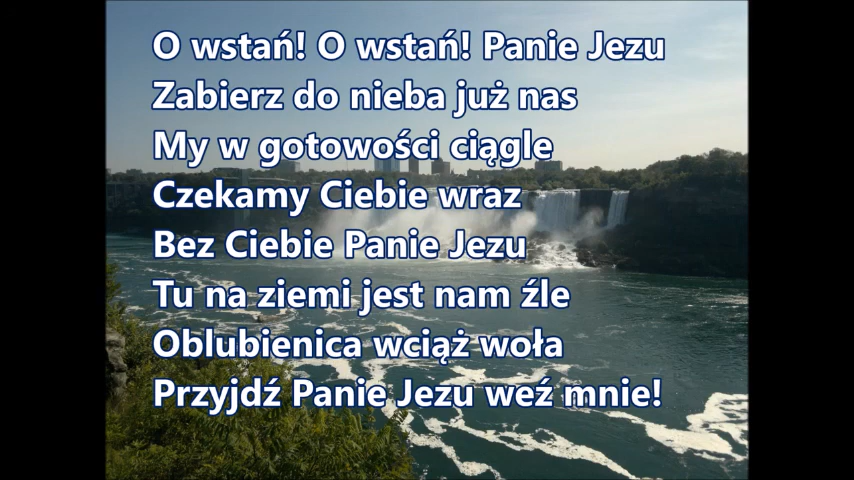 O wstań! O wstań! Panie Jezu
Zabierz do nieba już nas
My w gotowości ciągle
Czekamy Ciebie wraz
Bez Ciebie Panie Jezu
Tu na ziemi jest nam źle
Oblubienica wciąż woła
Przyjdź Panie Jezu weź mnie!